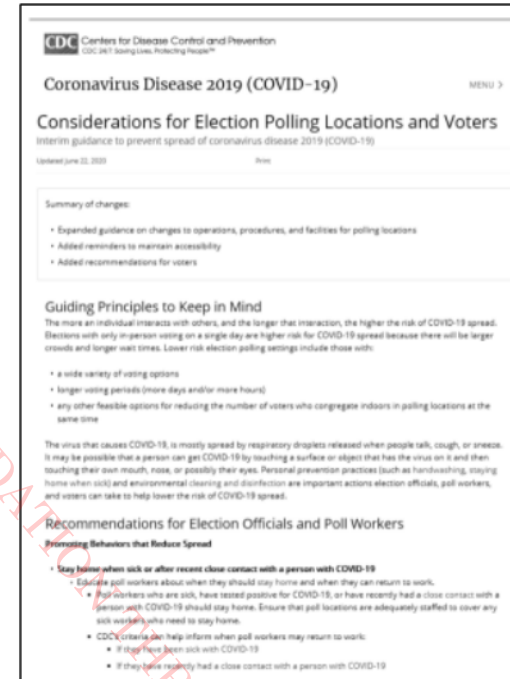 CDC Centers for Disease Control and Prevention
CDC 24/7: Saving Lives, Protecting People™
Coronavirus Disease 2019 (COVID-19)
MENU >
Considerations for Election Polling Locations and Voters
Interim guidance to prevent spread of coronavirus disease 2019 (COVID-19)
Updated June 22, 2020
Print
Summary of changes:
• Expanded guidance on changes to operations, procedures, and facilities for polling locations
• Added reminders to maintain accessibility
• Added recommendations for voters
Guiding Principles to Keep in Mind
The more an individual interacts with others, and the longer that interaction, the higher the risk of COVID-19 spread.
Elections with only in-person voting on a single day are higher risk for COVID-19 spread because there will be larger
crowds and longer wait times. Lower risk election polling settings include those with:
• a wide variety of voting options
• longer voting periods (more days and/or more hours)
• any other feasible options for reducing the number of voters who congregate indoors in polling locations at the
same time
The virus that causes COVID-19, is mostly spread by respiratory droplets released when people talk, cough, or sneeze.
It may be possible that a person can get COVID-19 by touching a surface or object that has the virus on it and then
touching their own mouth, nose, or possibly their eyes. Personal prevention practices (such as handwashing, staying
home when sick) and environmental cleaning and disinfection are important actions election officials, poll workers,
and voters can take to help lower the risk of COVID-19 spread.
Recommendations for Election Officials and Poll Workers
Promoting Behaviors that Reduce Spread
• Stay home when sick or after recent close contact with a person with COVID-19
• Educate poll workers about when they should stay home and when they can return to work.
• Poll workers who are sick, have tested positive for COVID-19, or have recently had a close contact with a
person with COVID-19 should stay home. Ensure that poll locations are adequately staffed to cover any
sick workers who need to stay home.
• CDC's criteria can help inform when poll workers may return to work:
• If they have been sick with COVID-19
• If they have recently had a close contact with a person with COVID-19
DATION THE